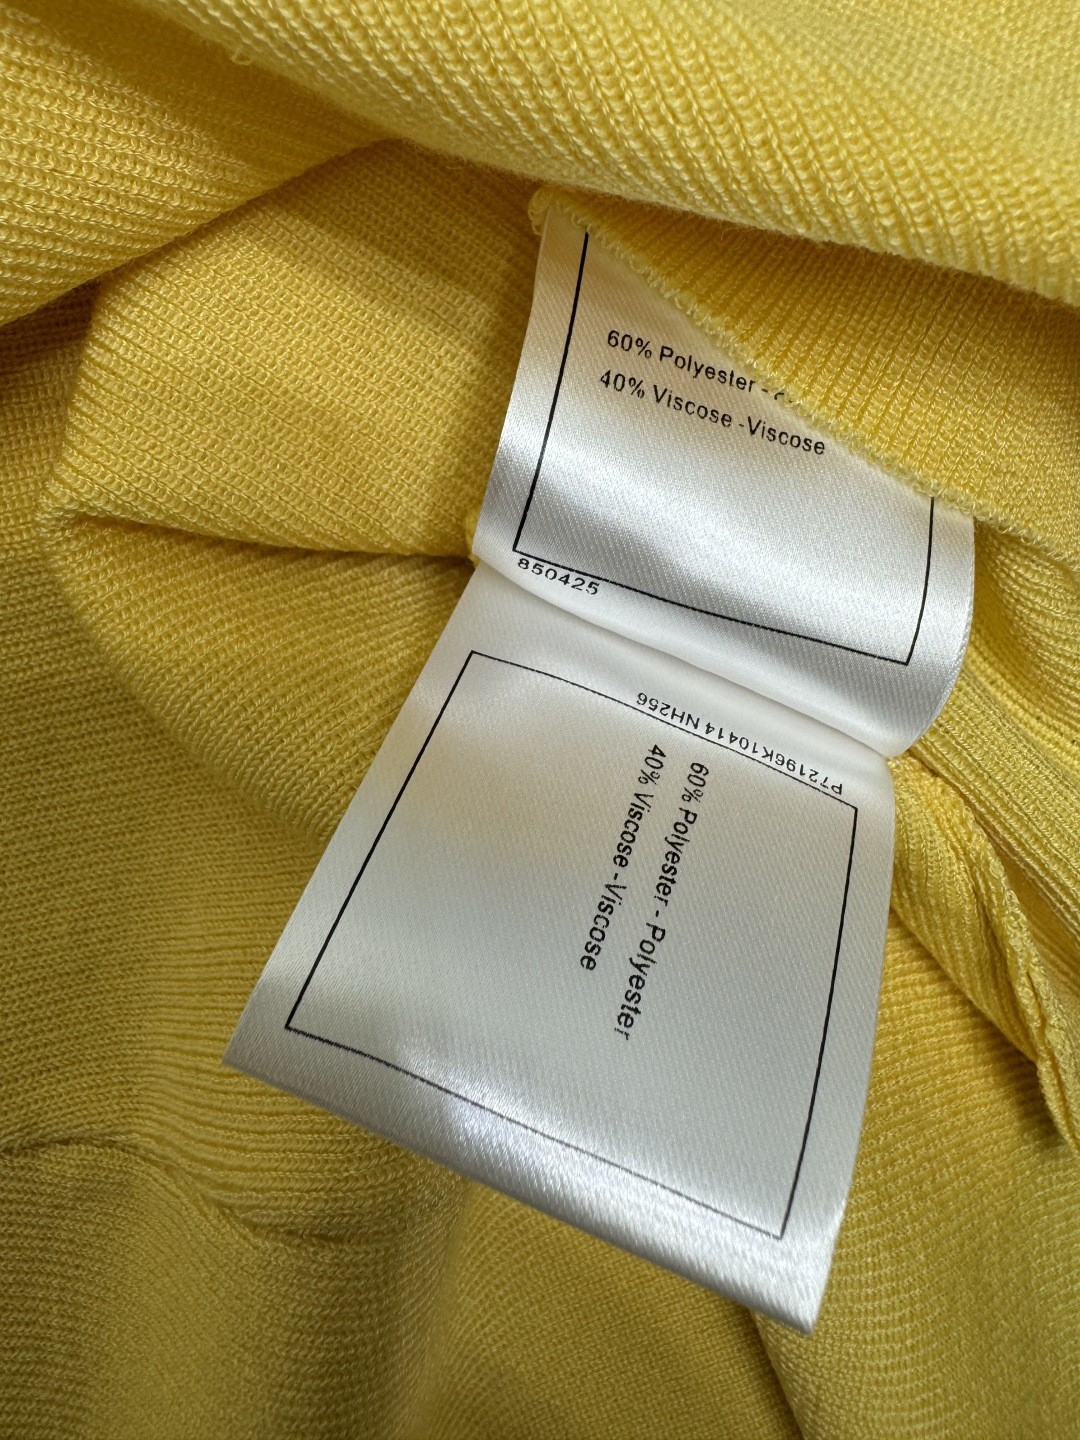 60% Polyester -
40% Viscose -Viscose
850425
P72196K10414 NH256
60% Polyester - Polyester
40% Viscose -Viscose